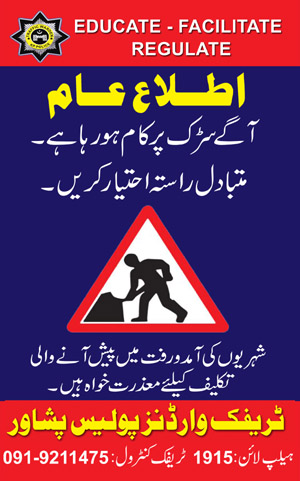 EDUCATE - FACILITATE
REGULATE
اطلاع عام
آگے سڑک پر کام ہو رہا ہے۔
متبادل راستہ اختیار کریں۔
شہریوں کی آمدورفت میں پیش آنے والی
تکلیف کیلئے معذرت خواہ ہیں۔
ٹریفک وارڈنز پولیس پشاور
ہیلپ لائن: 1915 ٹریفک کنٹرول: 091-9211475